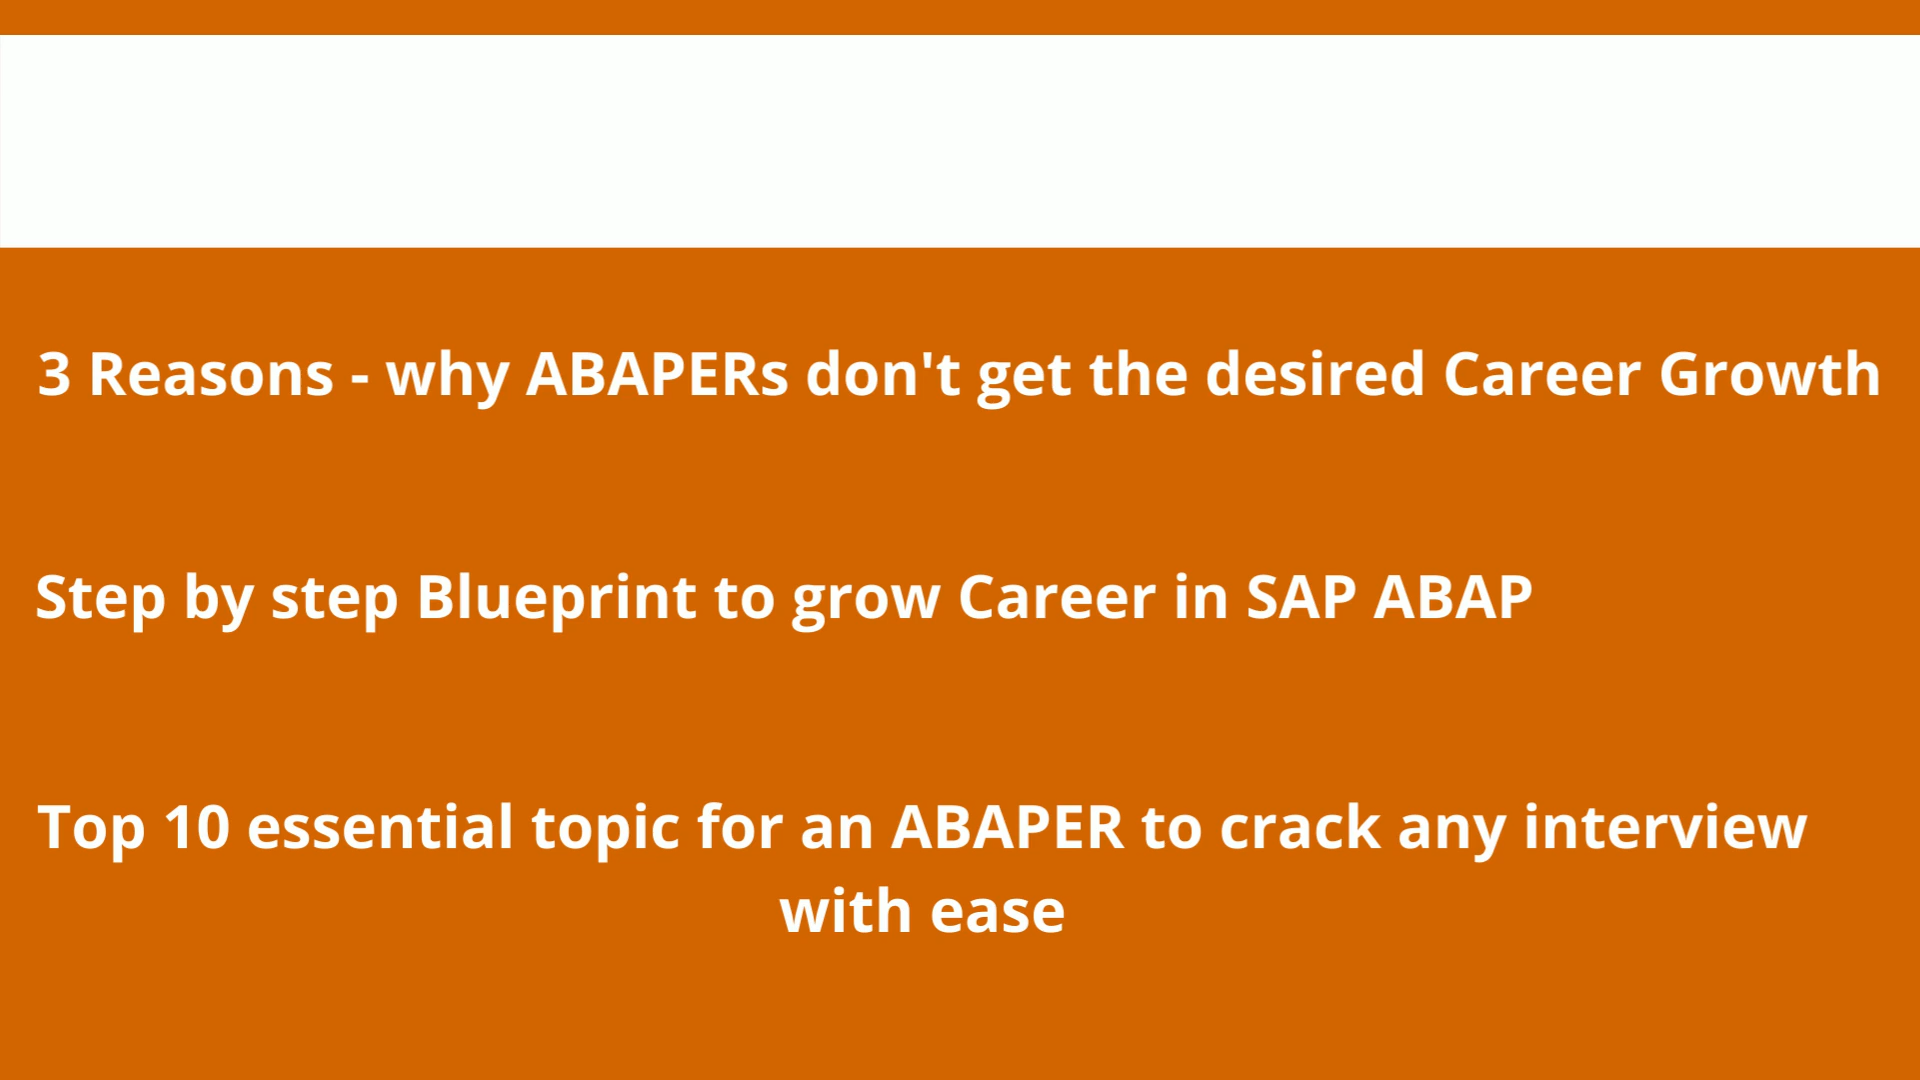 3 Reasons - why ABAPERs don't get the desired Career Growth
Step by step Blueprint to grow Career in SAP ABAP
Top 10 essential topic for an ABAPER to crack any interview
with ease